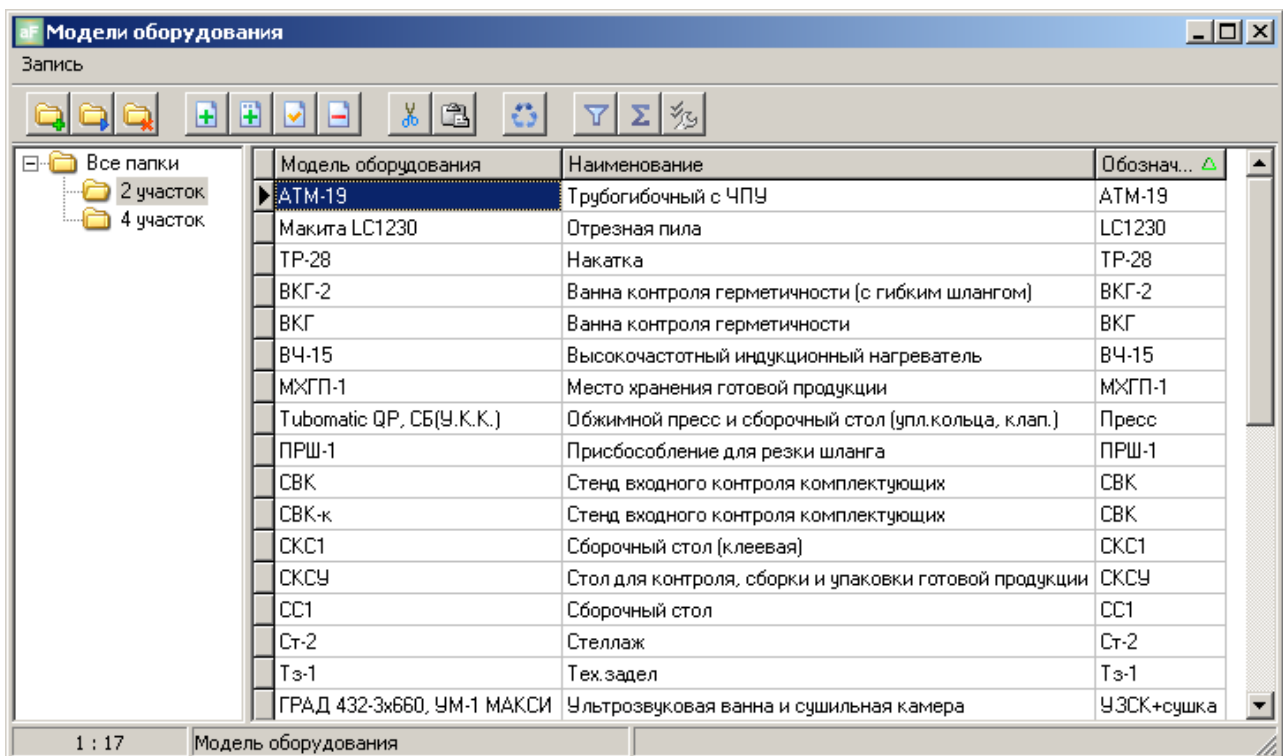 aF Модели оборудования
Запись
Все папки
2 участок
4 участок
Модель оборудования Наименование Обознач...
АТМ-19 Трубогибочный с ЧПУ АТМ-19
Макита LC1230 Отрезная пила LC1230
ТР-28 Накатка ТР-28
ВКГ-2 Ванна контроля герметичности (с гибким шлангом) ВКГ-2
ВКГ Ванна контроля герметичности ВКГ
ВЧ-15 Высокочастотный индукционный нагреватель ВЧ-15
МХГП-1 Место хранения готовой продукции МХГП-1
Tubomatic QP, СБ(У.К.К.) Обжимной пресс и сборочный стол (упл.кольца, клап.) Пресс
ПРШ-1 Присбособление для резки шланга ПРШ-1
СВК Стенд входного контроля комплектующих СВК
СВК-к Стенд входного контроля комплектующих СВК
СКС1 Сборочный стол (клеевая) СКС1
СКСУ Стол для контроля, сборки и упаковки готовой продукции СКСУ
СС1 Сборочный стол СС1
Ст-2 Стеллаж Ст-2
Тз-1 Тех.задел Тз-1
ГРАД 432-3х660, УМ-1 МАКСИ Ультрозвуковая ванна и сушильная камера УЗСК+сушка
1 : 17 Модель оборудования